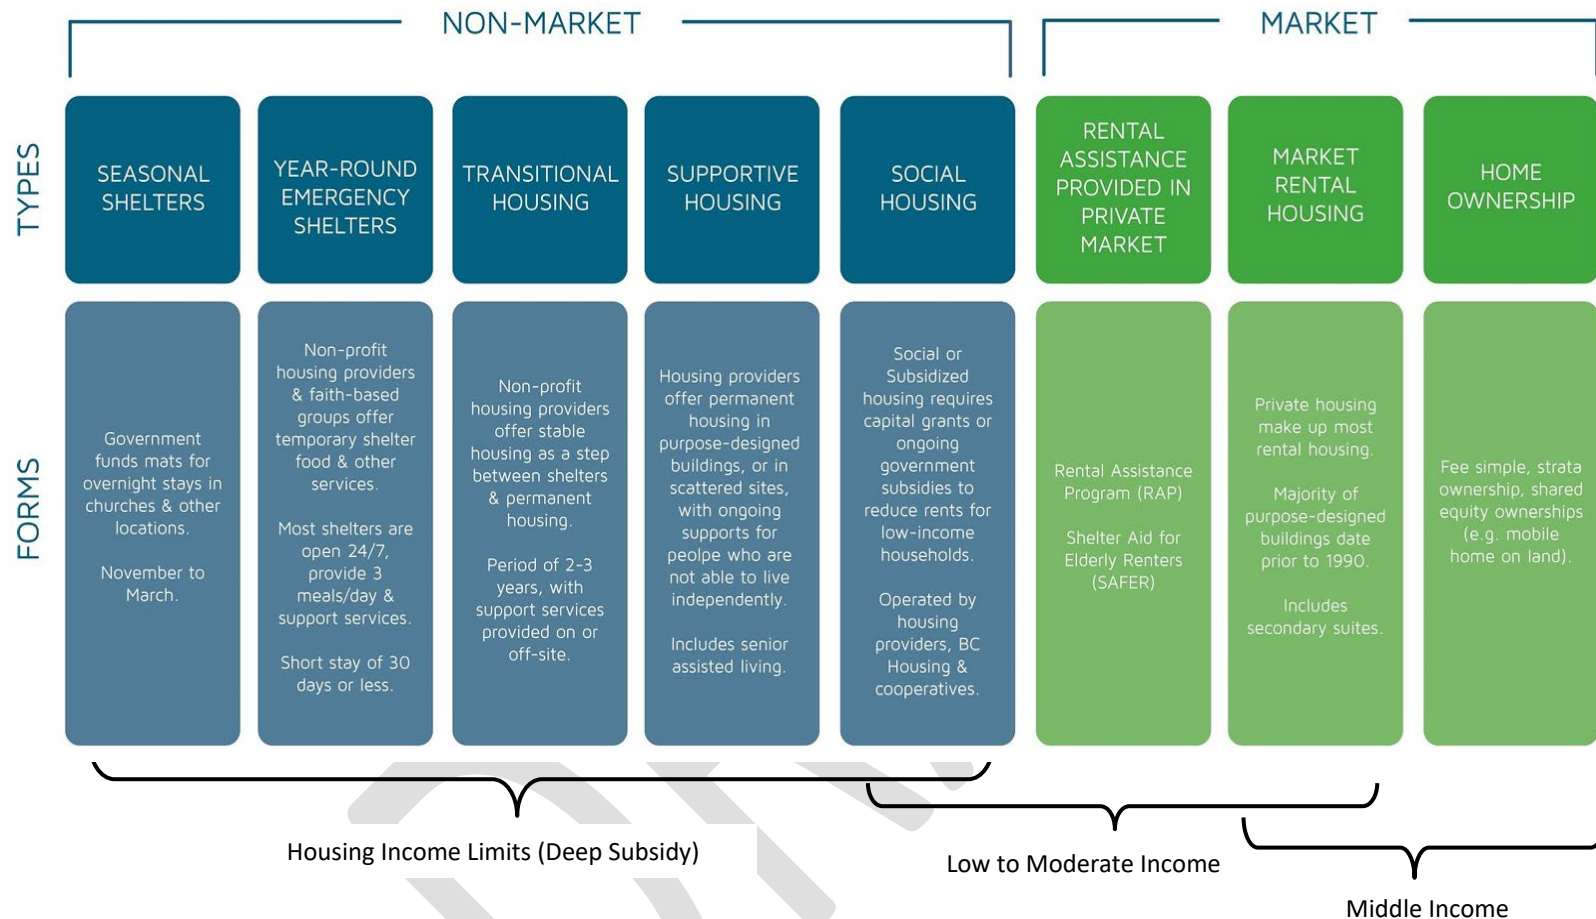 NON-MARKET
MARKET
TYPES
SEASONAL
SHELTERS
YEAR-ROUND
EMERGENCY
SHELTERS
TRANSITIONAL
HOUSING
SUPPORTIVE
HOUSING
SOCIAL
HOUSING
RENTAL
ASSISTANCE
PROVIDED IN
PRIVATE
MARKET
MARKET
RENTAL
HOUSING
HOME
OWNERSHIP
FORMS
Government
funds mats for
overnight stays in
churches & other
locations.
November to
March.
Non-profit
housing providers
& faith-based
groups offer
temporary shelter
food & other
services.
Most shelters are
open 24/7,
provide 3
meals/day &
support services.
Short stay of 30
days or less.
Non-profit
housing providers
offer stable
housing as a step
between shelters
& permanent
housing.
Period of 2-3
years, with
support services
provided on or
off-site.
Housing providers
offer permanent
housing in
purpose-designed
buildings, or in
scattered sites,
with ongoing
supports for
peolpe who are
not able to live
independently.
Includes senior
assisted living.
Social or
Subsidized
housing requires
capital grants or
ongoing
government
subsidies to
reduce rents for
low-income
households.
Operated by
housing
providers, BC
Housing &
cooperatives.
Rental Assistance
Program (RAP)
Shelter Aid for
Elderly Renters
(SAFER)
Private housing
make up most
rental housing.
Majority of
purpose-designed
buildings date
prior to 1990.
Includes
secondary suites.
Fee simple, strata
ownership, shared
equity ownerships
(e.g. mobile
home on land).
Housing Income Limits (Deep Subsidy)
Low to Moderate Income
Middle Income